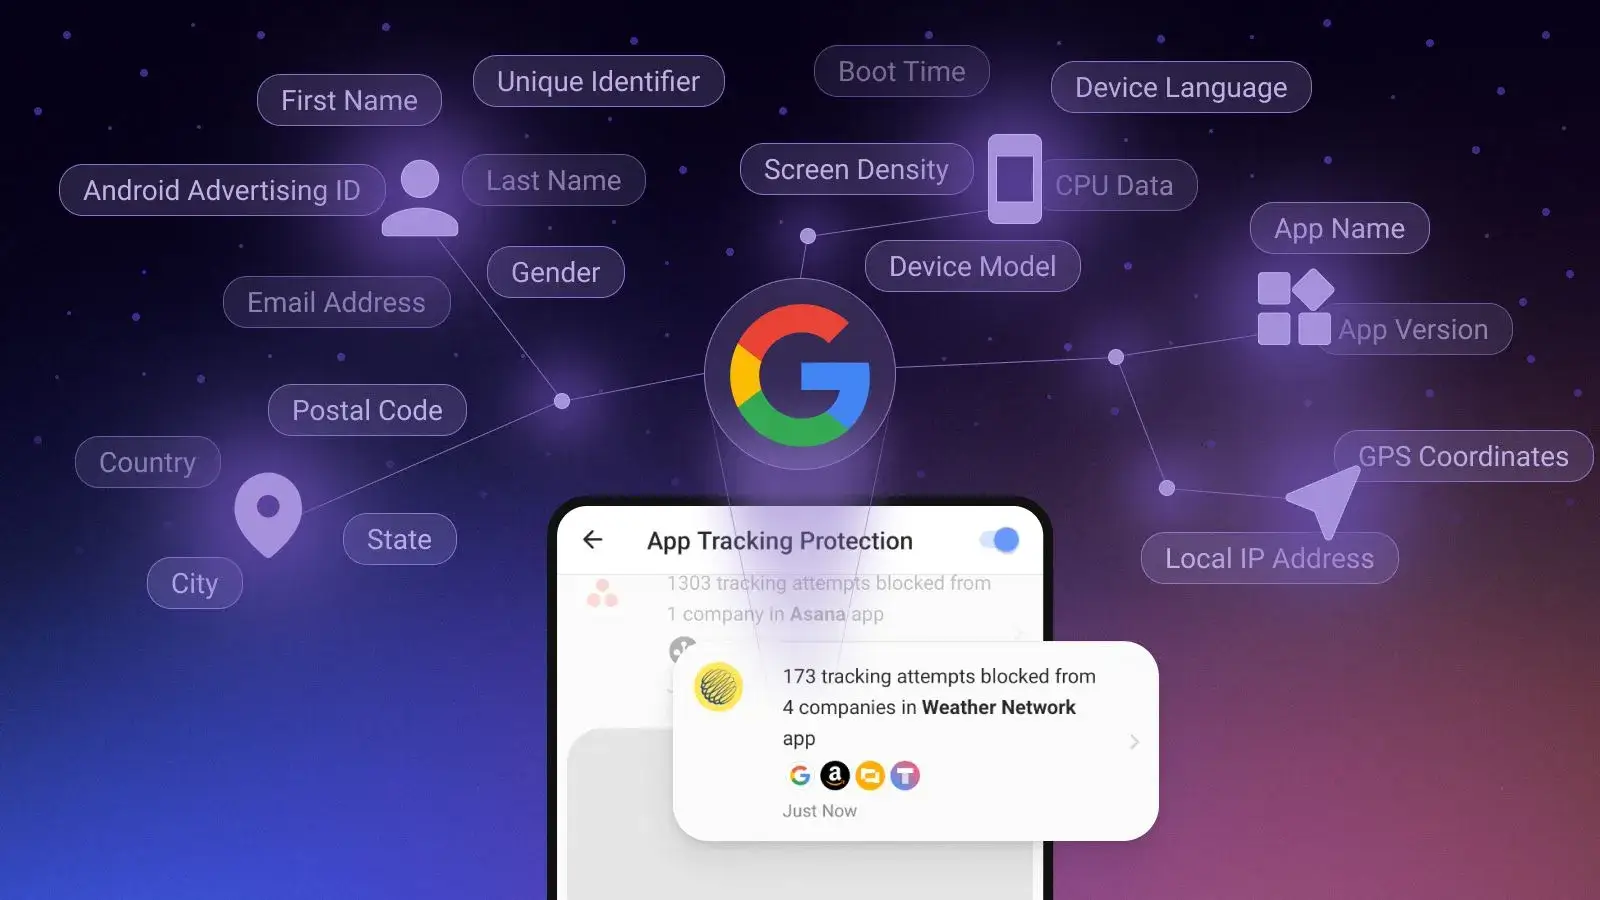 Unique Identifier
Boot Time
First Name
Device Language
Screen Density
Last Name
CPU Data
Android Advertising ID
App Name
Gender
Device Model
Email Address
App Version
Postal Code
Country
GPS Coordinates
State
Local IP Address
City
App Tracking Protection
1303 tracking attempts blocked from
1 company in Asana app
173 tracking attempts blocked from
4 companies in Weather Network
app
Just Now